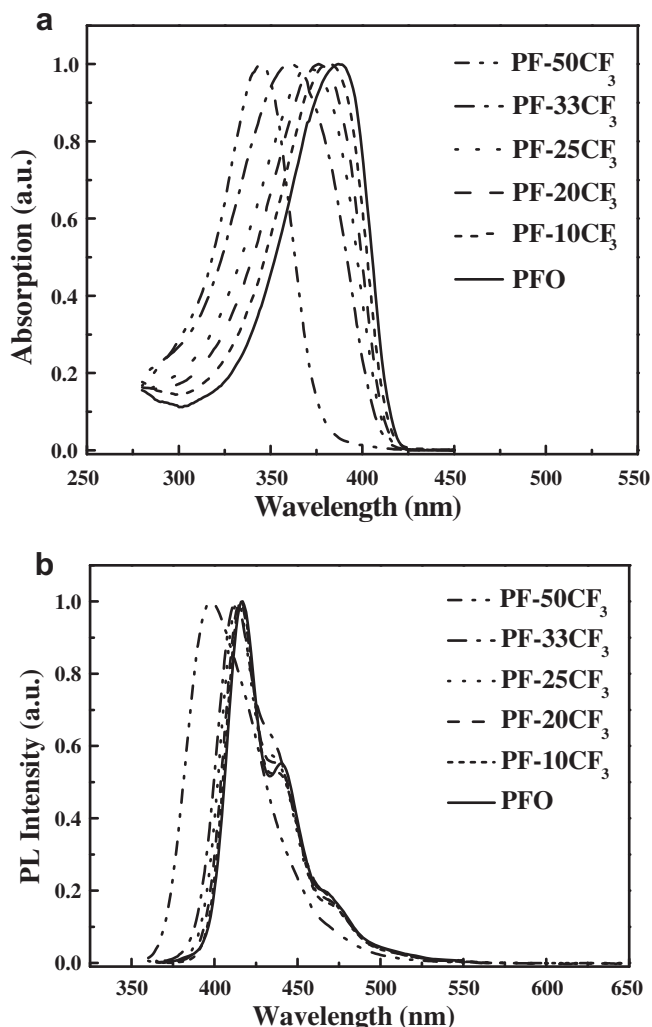 a
1.0
0.8
0.6
0.4
0.2
0.0
Absorption (a.u.)
PF-50CF3
PF-33CF3
PF-25CF3
PF-20CF3
PF-10CF3
PFO
250 300 350 400 450 500 550
Wavelength (nm)
b
1.0
0.8
0.6
0.4
0.2
0.0
PL Intensity (a.u.)
PF-50CF3
PF-33CF3
PF-25CF3
PF-20CF3
PF-10CF3
PFO
350 400 450 500 550 600 650
Wavelength (nm)